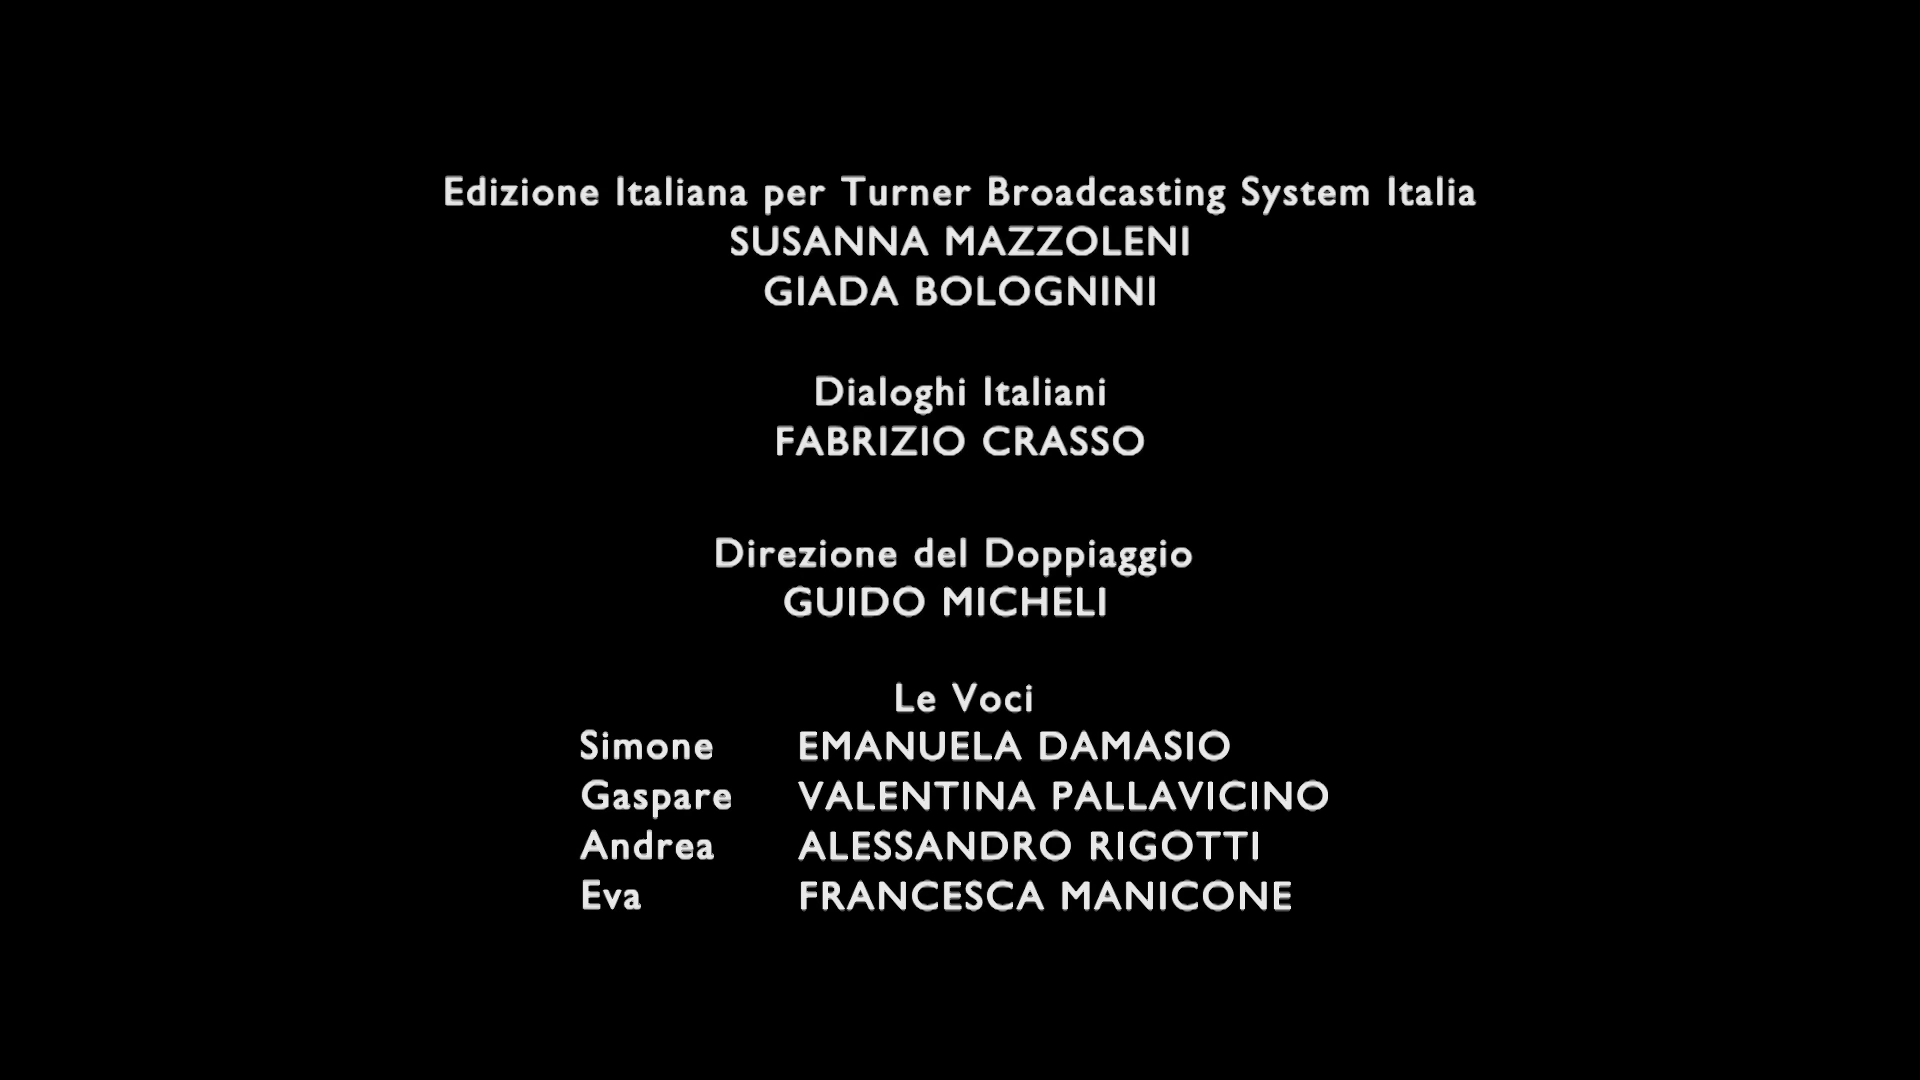 Edizione Italiana per Turner Broadcasting System Italia
SUSANNA MAZZOLENI
GIADA BOLOGNINI
Dialoghi Italiani
FABRIZIO CRASSO
Direzione del Doppiaggio
GUIDO MICHELI
Le Voci
Simone EMANUELA DAMASIO
Gaspare VALENTINA PALLAVICINO
Andrea ALESSANDRO RIGOTTI
Eva FRANCESCA MANICONE